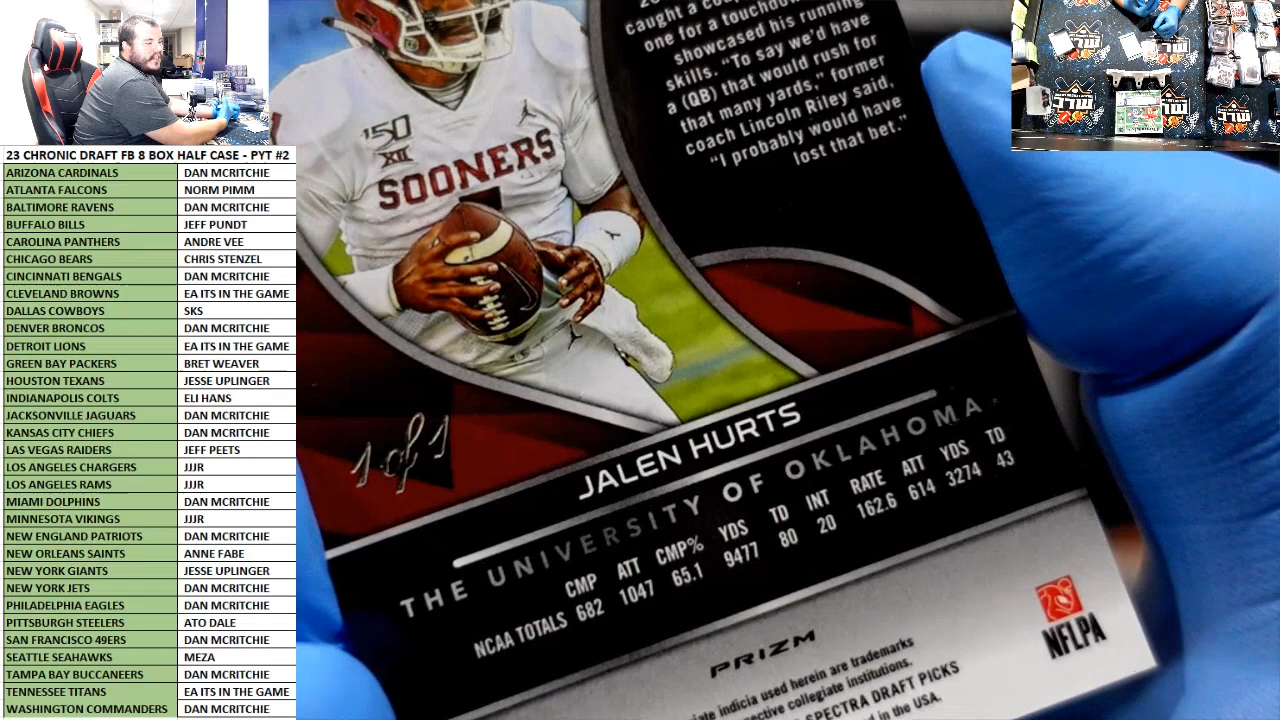 23 CHRONIC DRAFT FB 8 BOX HALF CASE - PYT #2
ARIZONA CARDINALS DAN MCRITCHIE
ATLANTA FALCONS NORM PIMM
BALTIMORE RAVENS DAN MCRITCHIE
BUFFALO BILLS JEFF PUNDT
CAROLINA PANTHERS ANDRE VEE
CHICAGO BEARS CHRIS STENZEL
CINCINNATI BENGALS DAN MCRITCHIE
CLEVELAND BROWNS EA ITS IN THE GAME
DALLAS COWBOYS SKS
DENVER BRONCOS DAN MCRITCHIE
DETROIT LIONS EA ITS IN THE GAME
GREEN BAY PACKERS BRET WEAVER
HOUSTON TEXANS JESSE UPLINGER
INDIANAPOLIS COLTS ELI HANS
JACKSONVILLE JAGUARS DAN MCRITCHIE
KANSAS CITY CHIEFS DAN MCRITCHIE
LAS VEGAS RAIDERS JEFF PEETS
LOS ANGELES CHARGERS JJJR
LOS ANGELES RAMS JJJR
MIAMI DOLPHINS DAN MCRITCHIE
MINNESOTA VIKINGS JJJR
NEW ENGLAND PATRIOTS DAN MCRITCHIE
NEW ORLEANS SAINTS ANNE FABE
NEW YORK GIANTS JESSE UPLINGER
NEW YORK JETS DAN MCRITCHIE
PHILADELPHIA EAGLES DAN MCRITCHIE
PITTSBURGH STEELERS ATO DALE
SAN FRANCISCO 49ERS DAN MCRITCHIE
SEATTLE SEAHAWKS MEZA
TAMPA BAY BUCCANEERS DAN MCRITCHIE
TENNESSEE TITANS EA ITS IN THE GAME
WASHINGTON COMMANDERS DAN MCRITCHIE
caught a
one for a touchdow
showcased his running
skills. “To say we'd have
a (QB) that would rush for
that many yards,” former
coach Lincoln Riley said,
“I probably would have
lost that bet.”
150
XII
SOONERS
1 of 1
JALEN HURTS
THE UNIVERSITY OF OKLAHOMA
CMP ATT CMP% YDS TD INT RATE ATT YDS TD
NCAA TOTALS 682 1047 65.1 9477 80 20 162.6 614 3274 43
PRIZM
iate indicia used herein are trademarks
pective collegiate institutions.
SPECTRA DRAFT PICKS
in the USA.
NFLPA